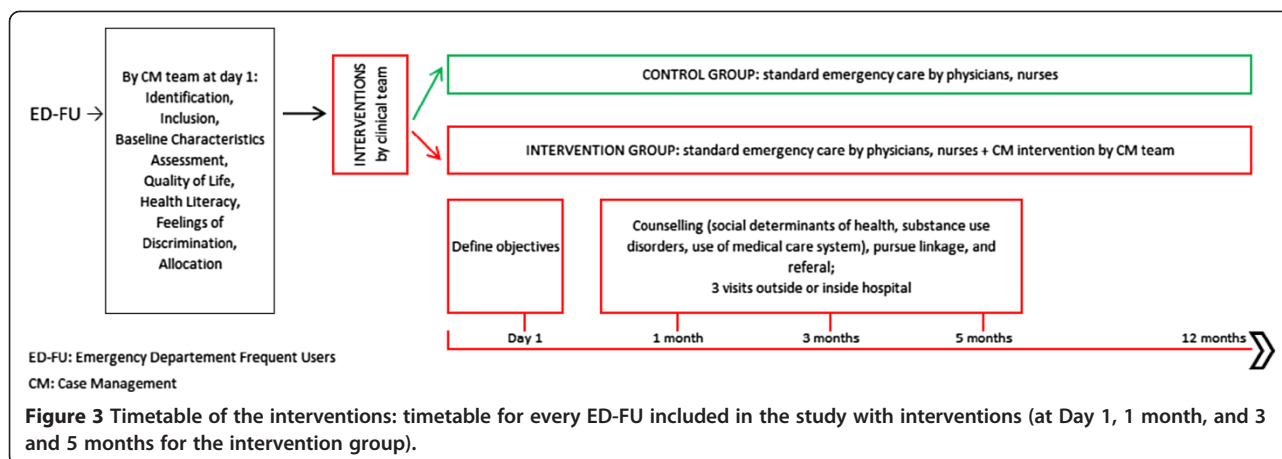 ED-FU →
By CM team at day 1:
Identification,
Inclusion,
Baseline Characteristics
Assessment,
Quality of Life,
Health Literacy,
Feelings of
Discrimination,
Allocation
INTERVENTIONS
by clinical team
CONTROL GROUP: standard emergency care by physicians, nurses
INTERVENTION GROUP: standard emergency care by physicians, nurses + CM intervention by CM team
Define objectives
Counselling (social determinants of health, substance use
disorders, use of medical care system), pursue linkage, and
referal;
3 visits outside or inside hospital
Day 1 1 month 3 months 5 months 12 months
ED-FU: Emergency Departement Frequent Users
CM: Case Management
Figure 3 Timetable of the interventions: timetable for every ED-FU included in the study with interventions (at Day 1, 1 month, and 3
and 5 months for the intervention group).